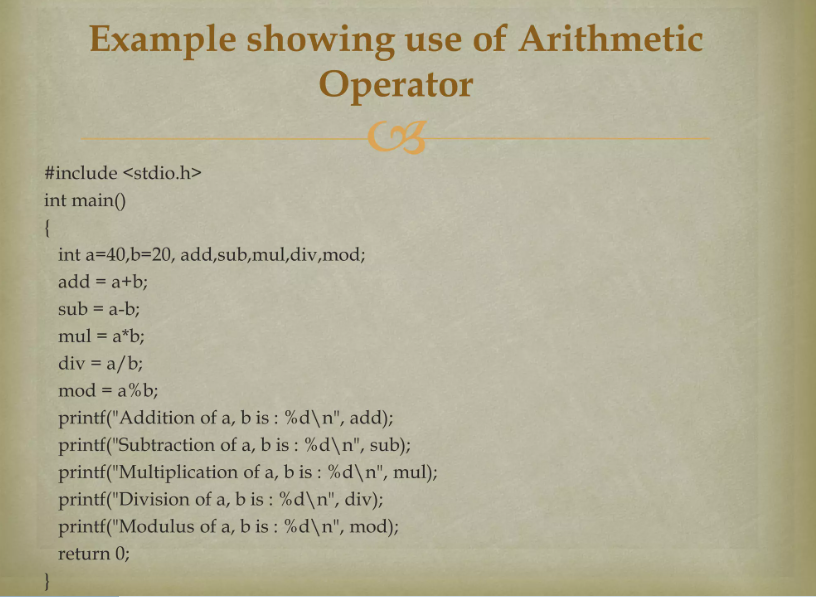 Example showing use of Arithmetic
Operator
#include <stdio.h>
int main()
{
int a=40,b=20, add,sub,mul,div,mod;
add = a+b;
sub = a-b;
mul = a*b;
div = a/b;
mod = a%b;
printf("Addition of a, b is : %d\n", add);
printf("Subtraction of a, b is : %d\n", sub);
printf("Multiplication of a, b is : %d\n", mul);
printf("Division of a, b is : %d\n", div);
printf("Modulus of a, b is : %d\n", mod);
return 0;
}